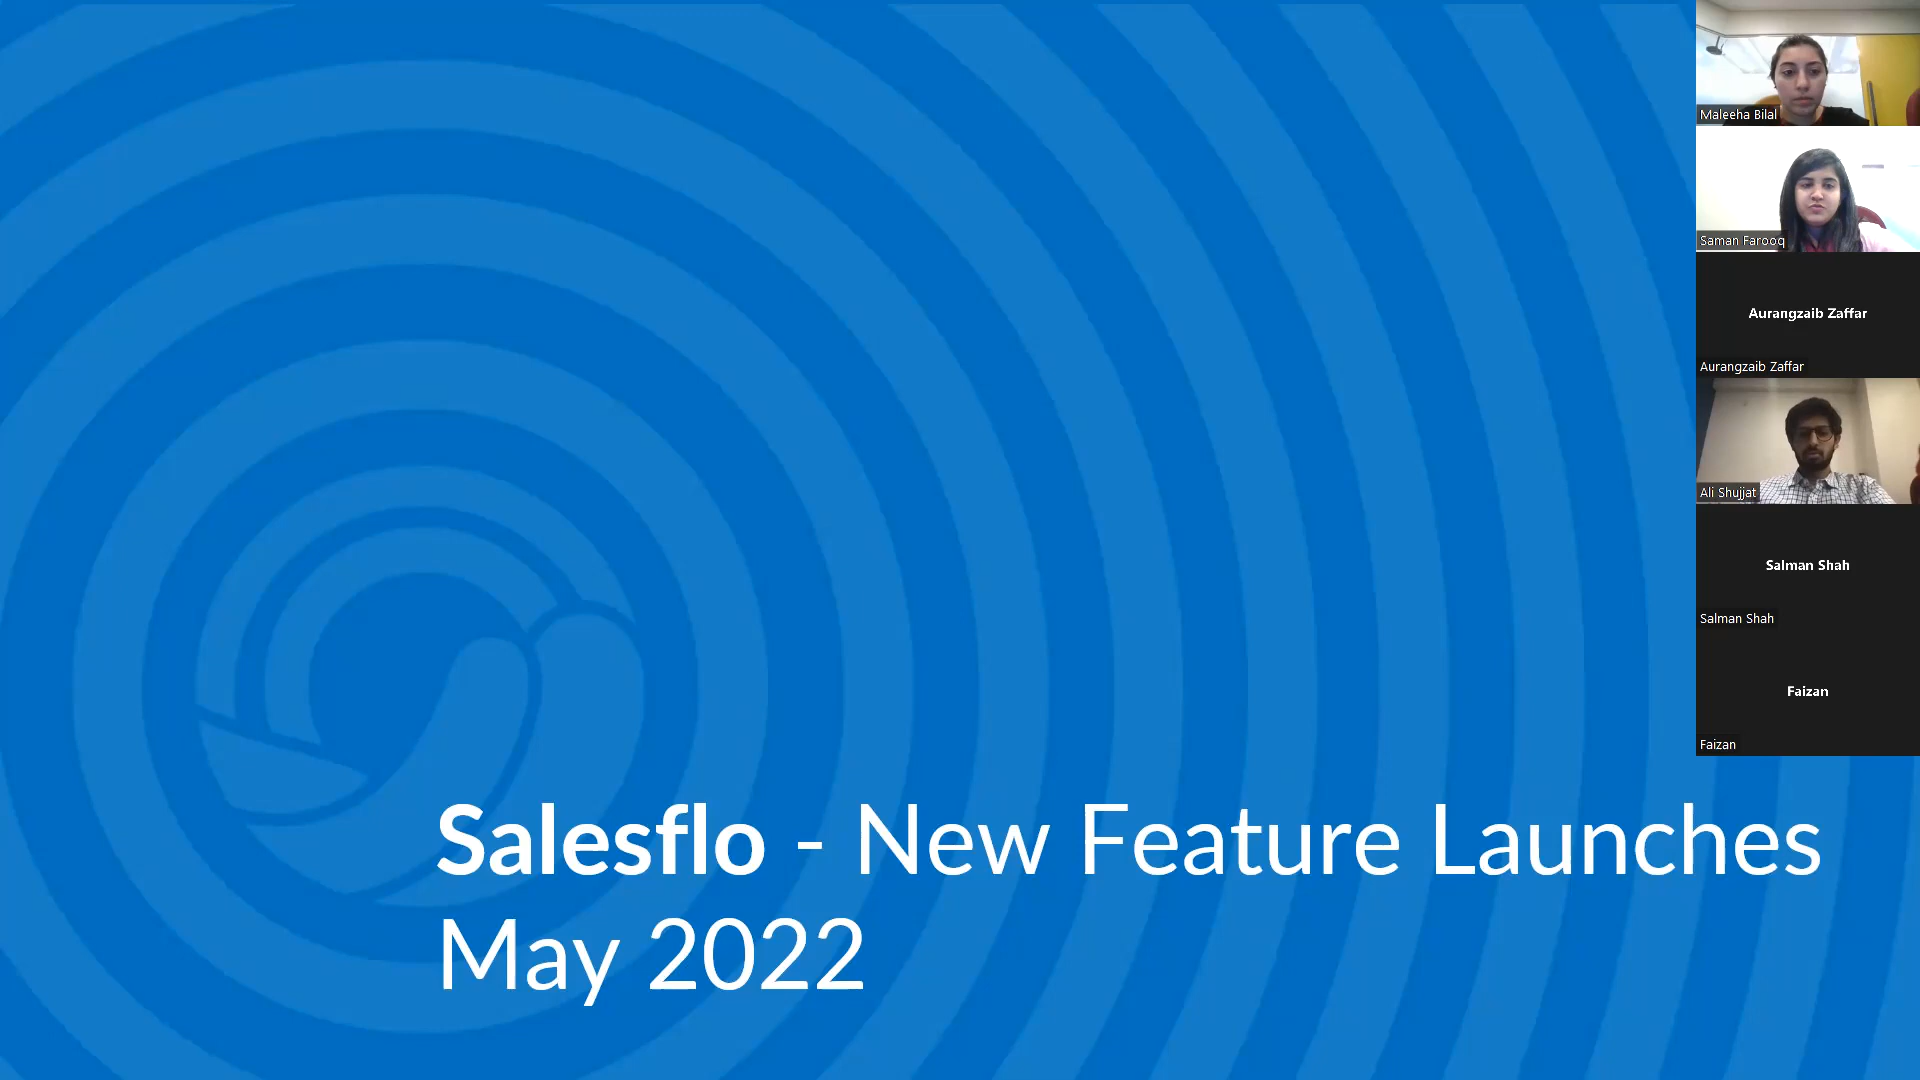 Maleeha Bilal
Saman Farooq
Aurangzaib Zaffar
Aurangzaib Zaffar
Ali Shujjat
Salman Shah
Salman Shah
Faizan
Faizan
Salesflo - New Feature Launches
May 2022